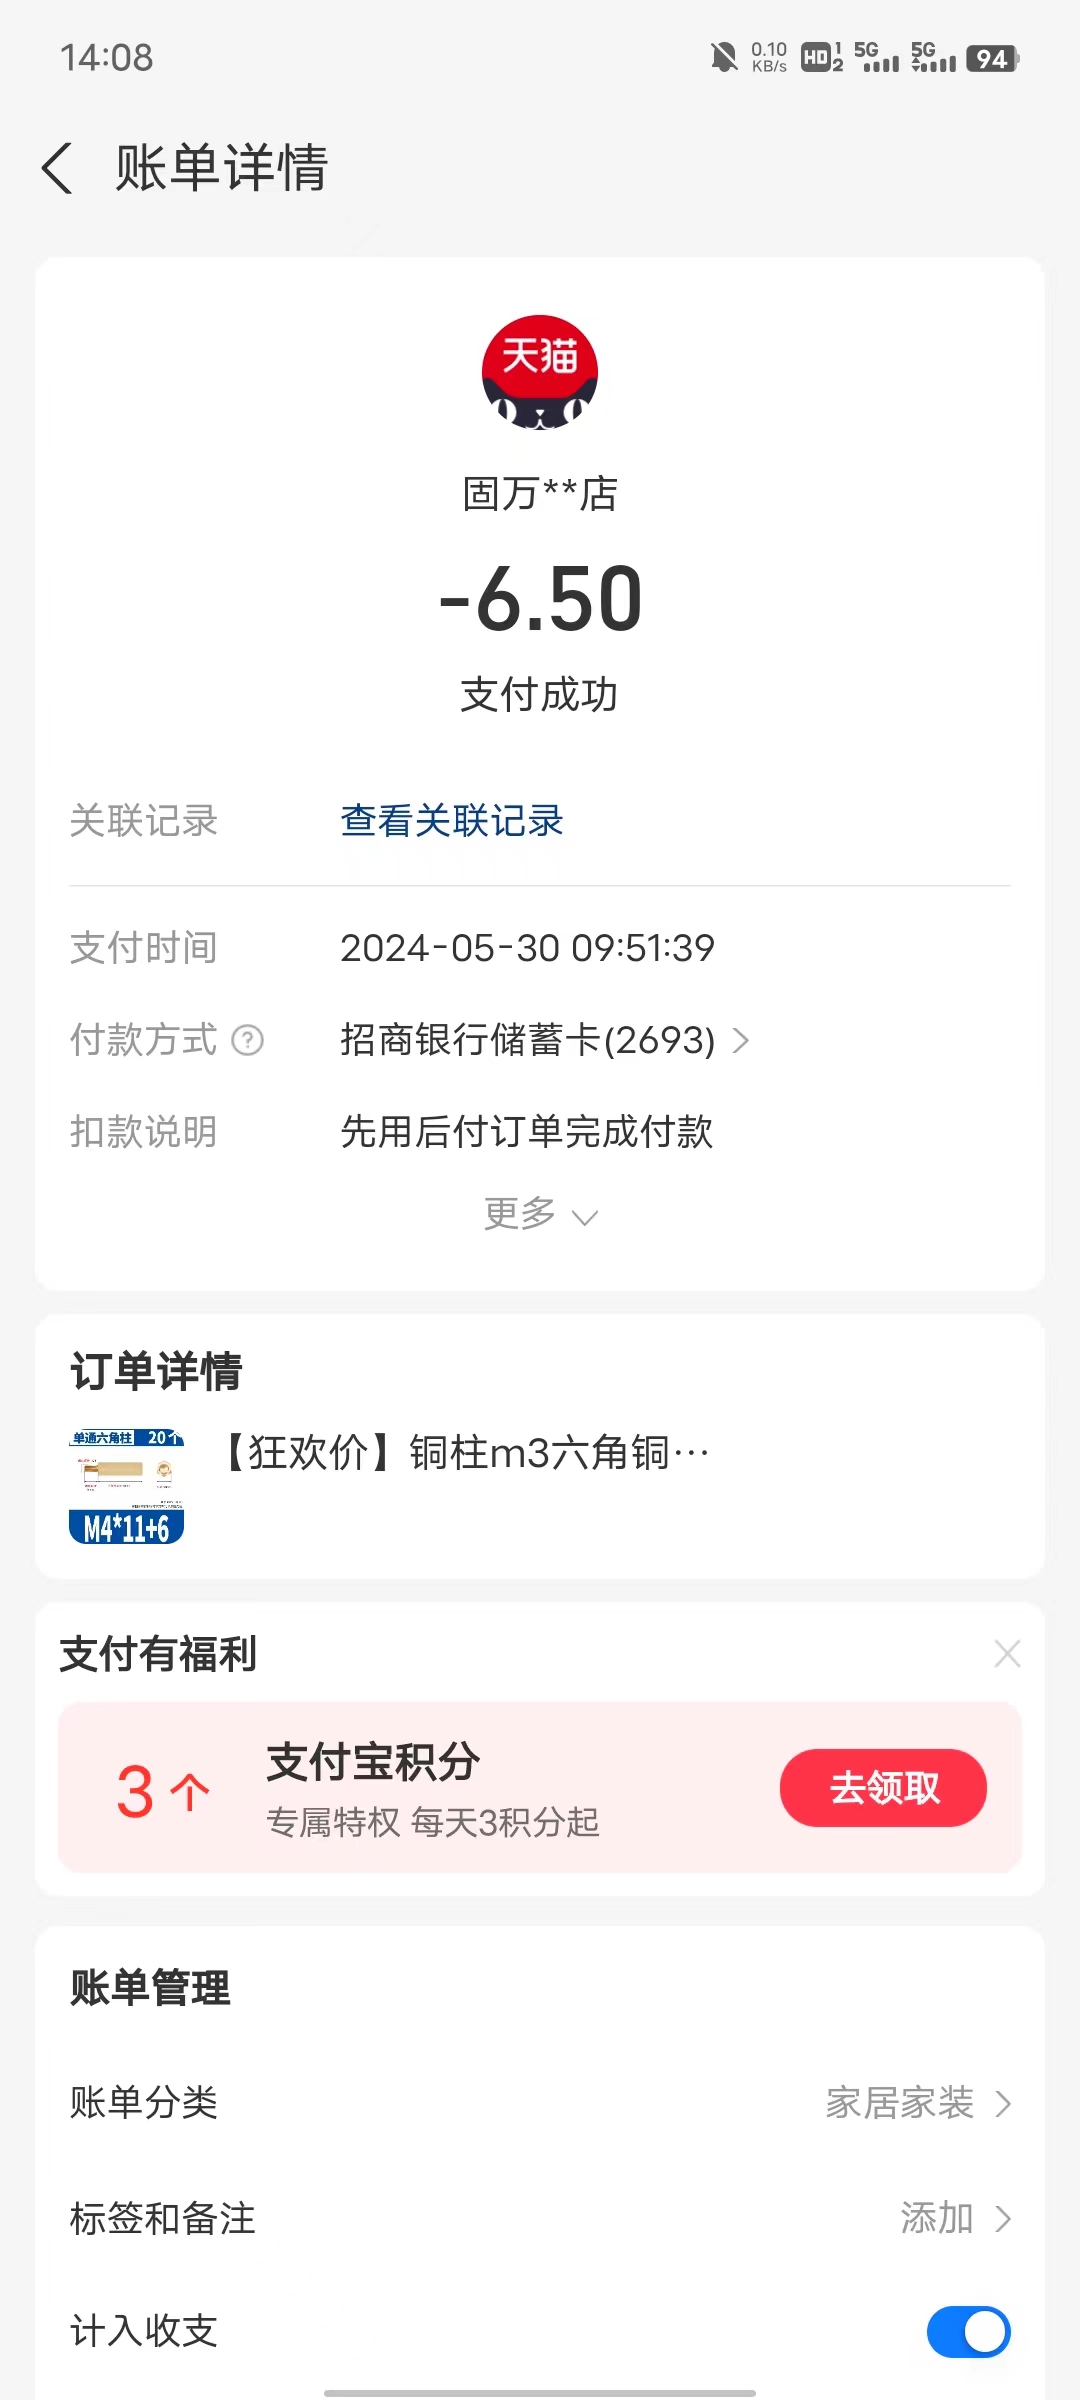 14:08
0.10
KB/s
HD 1 2
5G
5G
94
账单详情
天猫
固万**店
-6.50
支付成功
关联记录 查看关联记录
支付时间 2024-05-30 09:51:39
付款方式 ? 招商银行储蓄卡(2693)
扣款说明 先用后付订单完成付款
更多
订单详情
单通六角柱 20个
M4*11+6
【狂欢价】铜柱m3六角铜…
支付有福利
3个
支付宝积分
专属特权 每天3积分起
去领取
账单管理
账单分类 家居家装
标签和备注 添加
计入收支